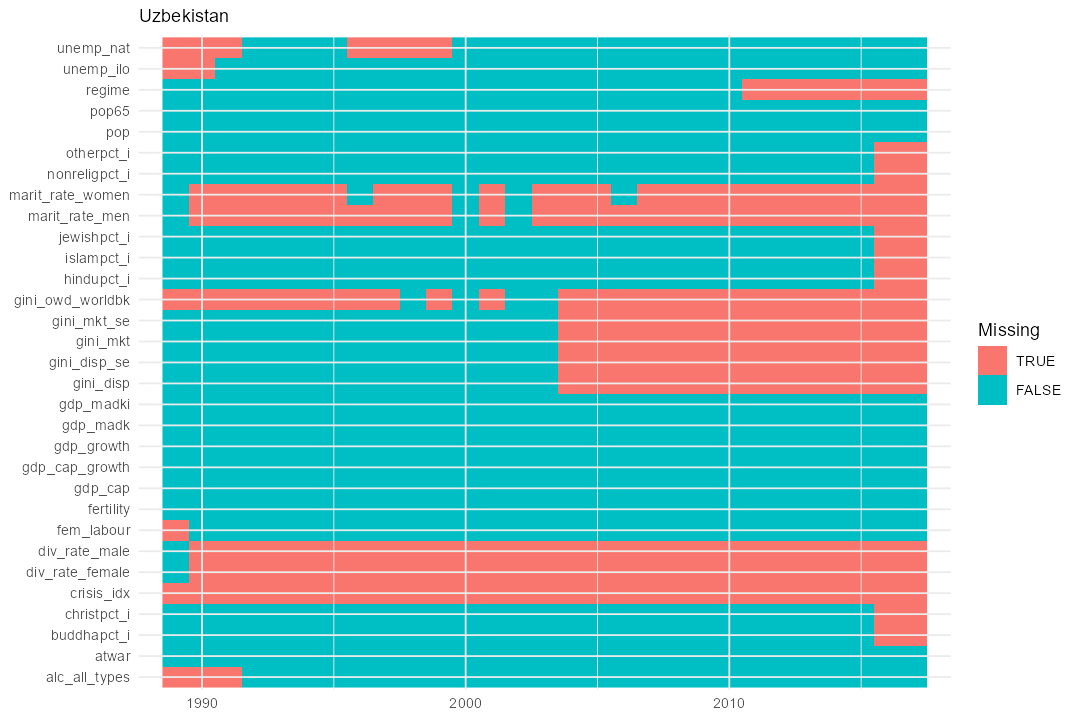 Uzbekistan
unemp_nat
unemp_ilo
regime
pop65
pop
otherpct_i
nonreligpct_i
marit_rate_women
marit_rate_men
jewishpct_i
islampct_i
hindupct_i
gini_owd_worldbk
gini_mkt_se
gini_mkt
gini_disp_se
gini_disp
gdp_madki
gdp_madk
gdp_growth
gdp_cap_growth
gdp_cap
fertility
fem_labour
div_rate_male
div_rate_female
crisis_idx
christpct_i
buddhapct_i
atwar
alc_all_types
1990 2000 2010
Missing
TRUE
FALSE